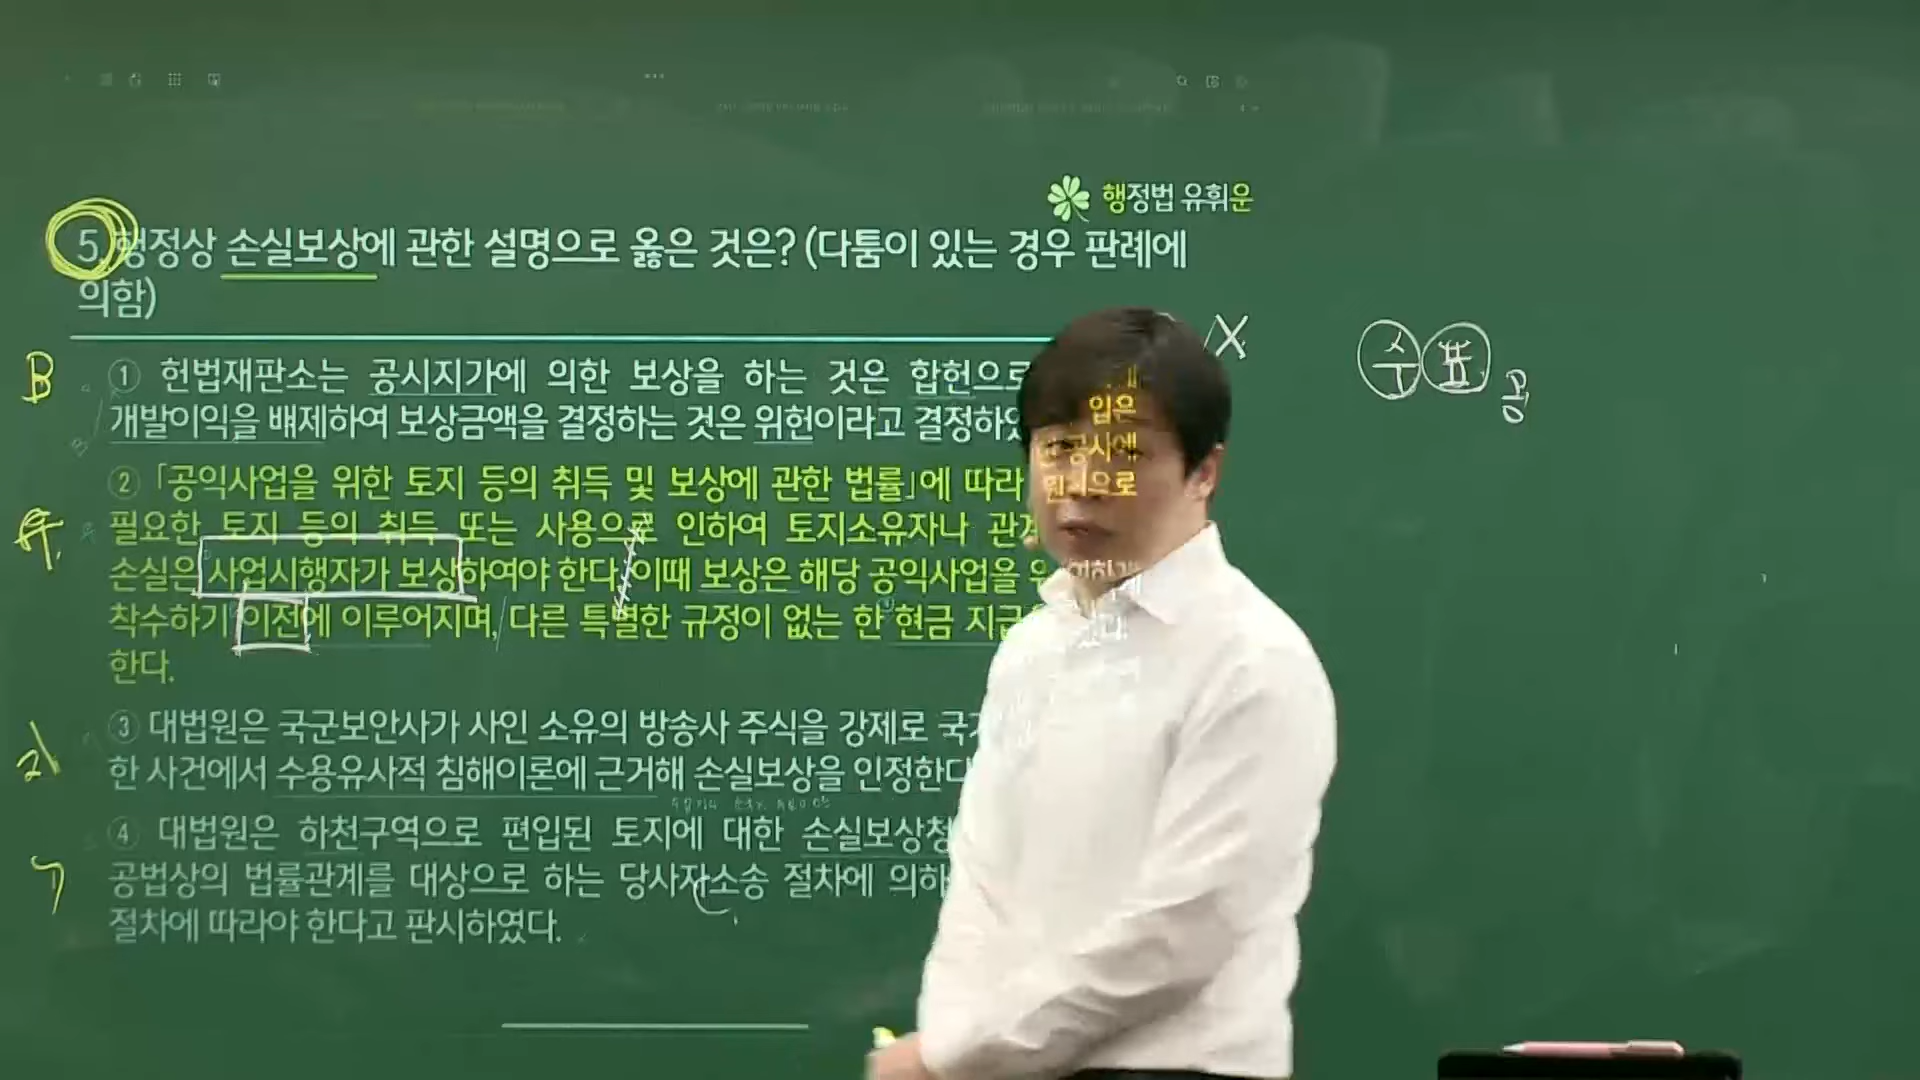 행정법 유휘운
5. 행정상 손실보상에 관한 설명으로 옳은 것은? (다툼이 있는 경우 판례에
의함)
X
수 표 공
B
① 헌법재판소는 공시지가에 의한 보상을 하는 것은 합헌으로
개발이익을 배제하여 보상금액을 결정하는 것은 위헌이라고 결정하
입은
② 「공익사업을 위한 토지 등의 취득 및 보상에 관한 법률」에 따라
공사에
필요한 토지 등의 취득 또는 사용으로 인하여 토지소유자나
원칙으로
손실은 사업시행자가 보상하여야 한다. 이때 보상은 해당 공익사업을
착수하기 이전에 이루어지며, 다른 특별한 규정이 없는 한 현금 지급
한다.
③ 대법원은 국군보안사가 사인 소유의 방송사 주식을 강제로
한 사건에서 수용유사적 침해이론에 근거해 손실보상을 인정한다
④ 대법원은 하천구역으로 편입된 토지에 대한 손실보상청
공법상의 법률관계를 대상으로 하는 당사자소송 절차에 의하
절차에 따라야 한다고 판시하였다.